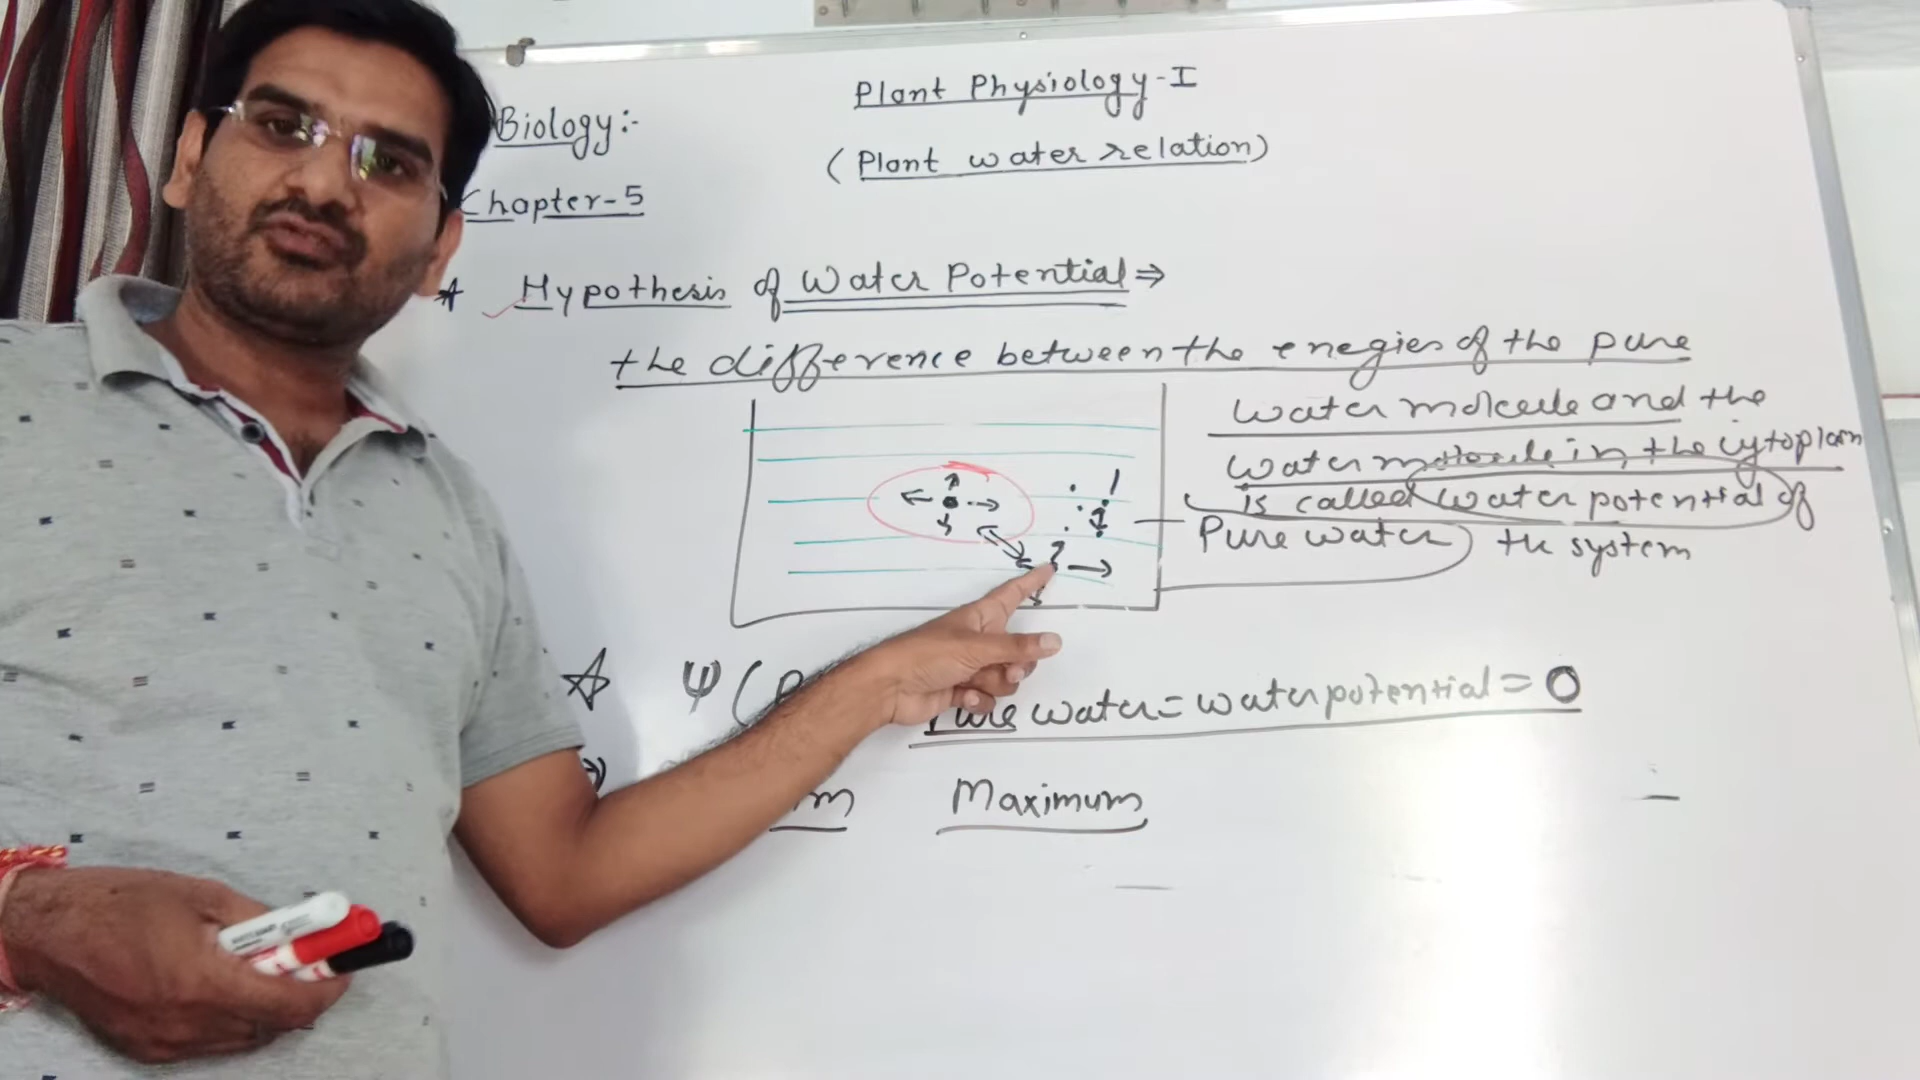 Biology:-
Plant Physiology-I
(Plant water relation)
Chapter-5
Hypothesis of Water Potential ⇒
the difference between the enegies of the pure
water molecule and the
water molecule in the cytoplasm
is called water potential of
Pure water
the system
Ψ (P
Pure water = water potential = 0
m
Maximum